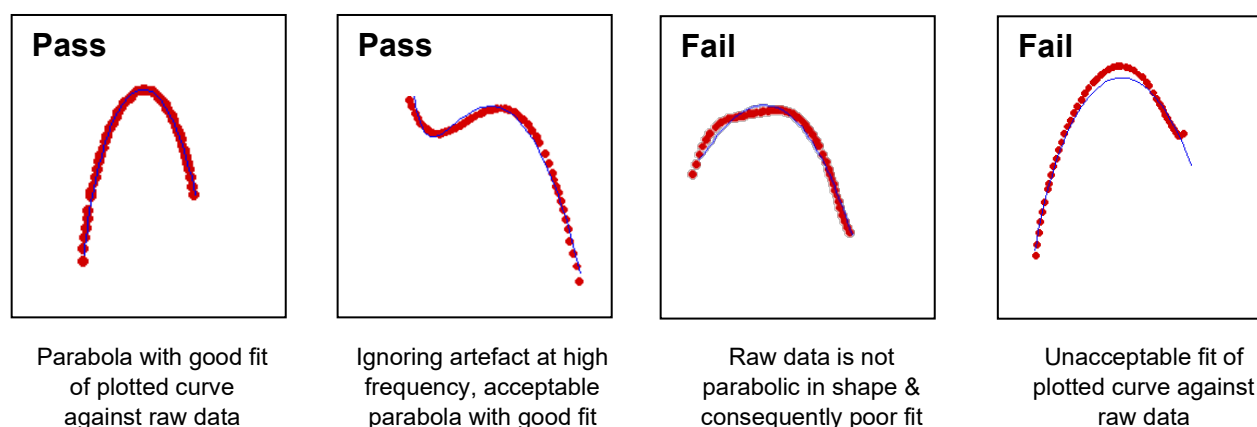 Pass
Pass
Fail
Fail
Parabola with good fit
of plotted curve
against raw data
Ignoring artefact at high
frequency, acceptable
parabola with good fit
Raw data is not
parabolic in shape &
consequently poor fit
Unacceptable fit of
plotted curve against
raw data